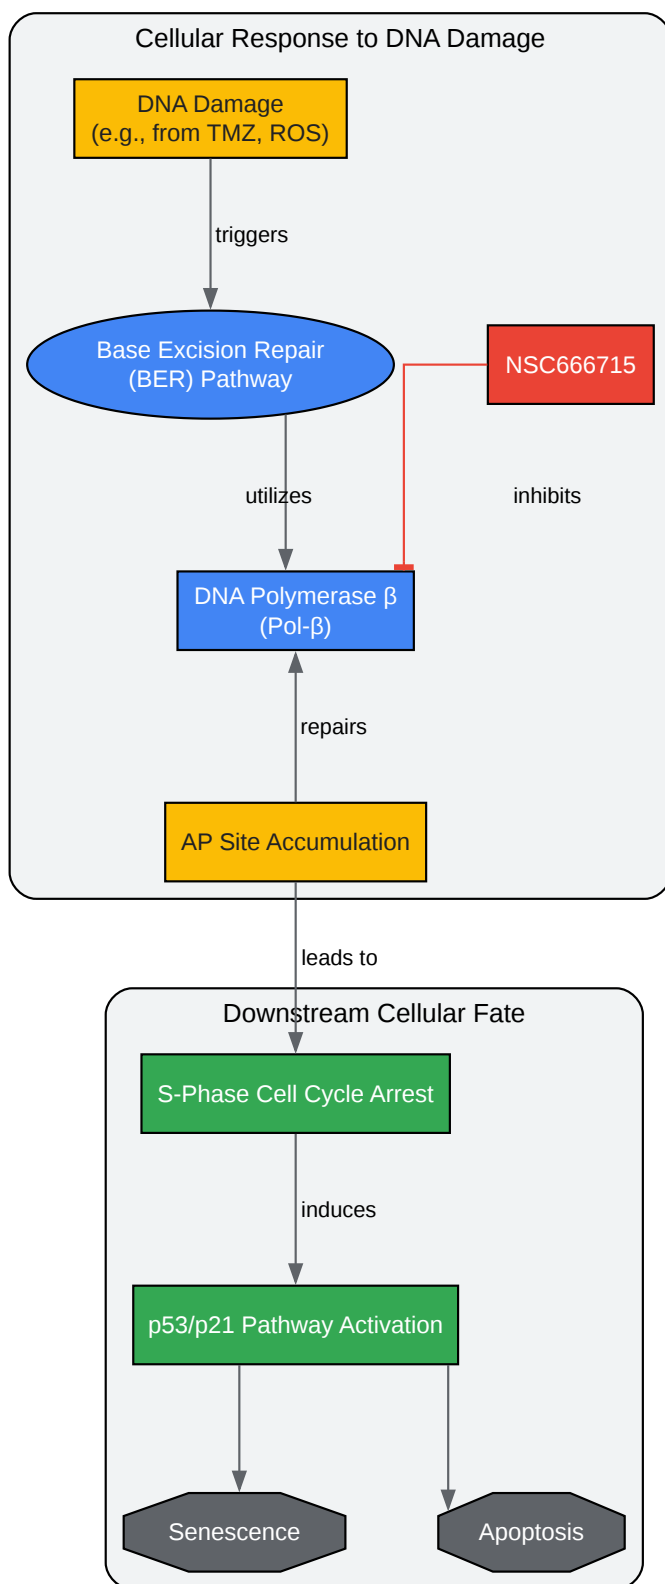 Cellular Response to DNA Damage
DNA Damage
(e.g., from TMZ, ROS)
triggers
Base Excision Repair
(BER) Pathway
NSC666715
utilizes
inhibits
DNA Polymerase β
(Pol-β)
repairs
AP Site Accumulation
leads to
Downstream Cellular Fate
S-Phase Cell Cycle Arrest
induces
p53/p21 Pathway Activation
Senescence
Apoptosis